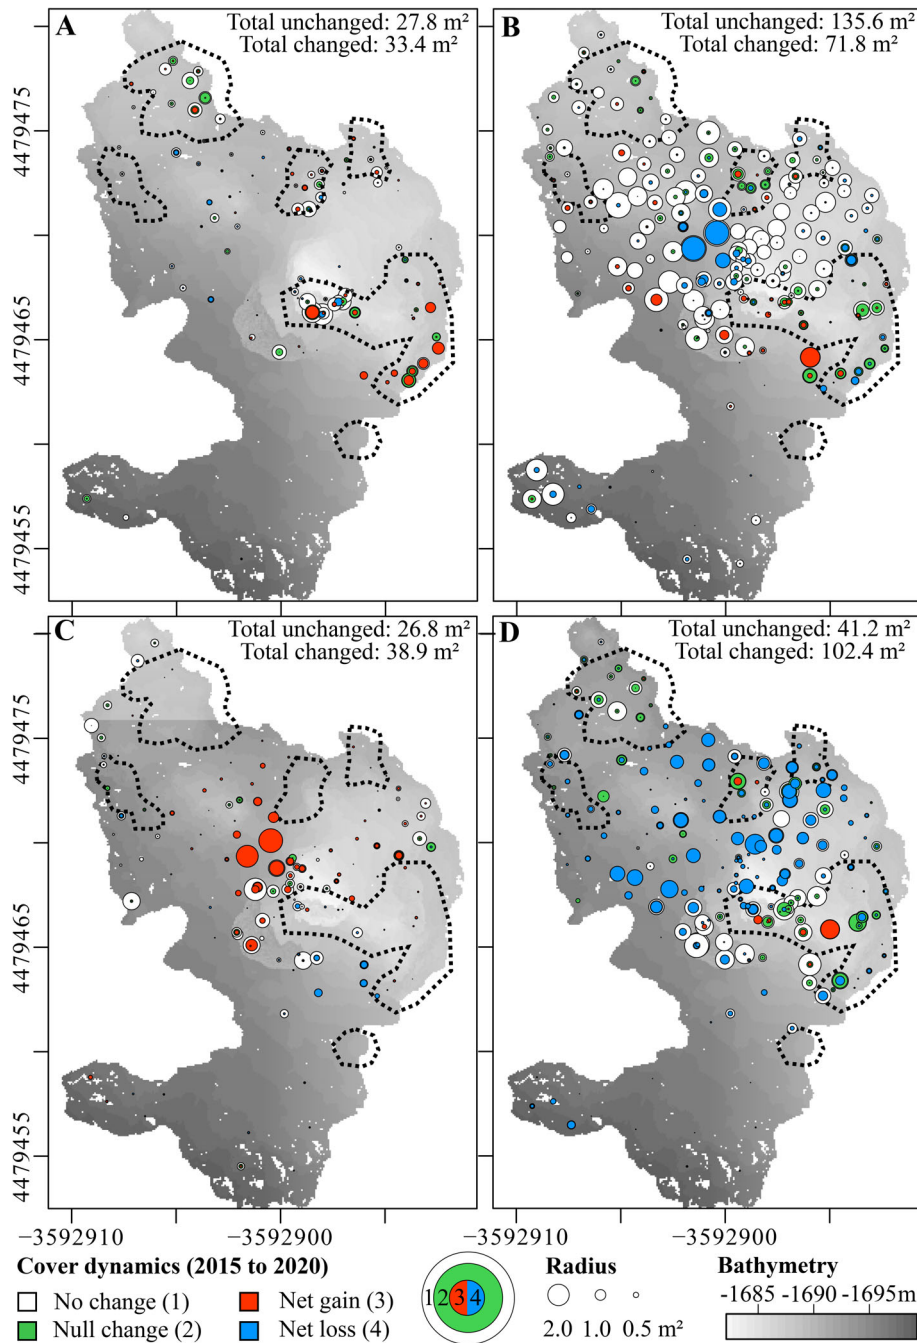 A
Total unchanged: 27.8 m²
Total changed: 33.4 m²
B
Total unchanged: 135.6 m²
Total changed: 71.8 m²
4479475
4479465
4479455
C
Total unchanged: 26.8 m²
Total changed: 38.9 m²
D
Total unchanged: 41.2 m²
Total changed: 102.4 m²
4479475
4479465
4479455
−3592910
−3592900
−3592910
−3592900
Cover dynamics (2015 to 2020)
No change (1)
Net gain (3)
Null change (2)
Net loss (4)
1 2 3 4
Radius
2.0 1.0 0.5 m²
Bathymetry
-1685 -1690 -1695m